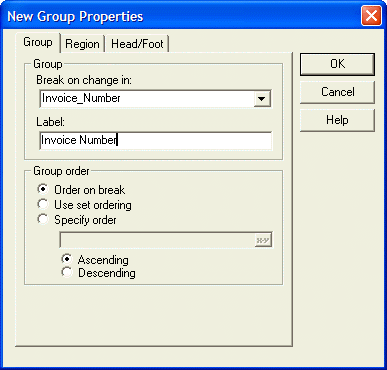 New Group Properties
Group Region Head/Foot
Group
Break on change in:
Invoice_Number
Label:
Invoice Number
Group order
Order on break
Use set ordering
Specify order
x=y
Ascending
Descending
OK
Cancel
Help